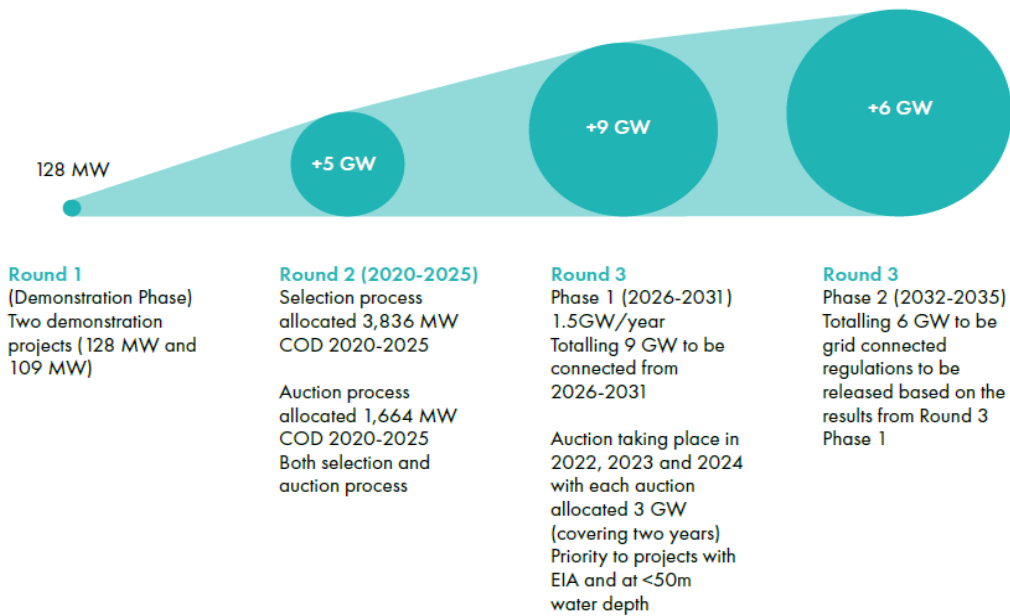 128 MW
+5 GW
+9 GW
+6 GW
Round 1
(Demonstration Phase)
Two demonstration
projects (128 MW and
109 MW)
Round 2 (2020-2025)
Selection process
allocated 3,836 MW
COD 2020-2025
Auction process
allocated 1,664 MW
COD 2020-2025
Both selection and
auction process
Round 3
Phase 1 (2026-2031)
1.5GW/year
Totalling 9 GW to be
connected from
2026-2031
Auction taking place in
2022, 2023 and 2024
with each auction
allocated 3 GW
(covering two years)
Priority to projects with
EIA and at <50m
water depth
Round 3
Phase 2 (2032-2035)
Totalling 6 GW to be
grid connected
regulations to be
released based on the
results from Round 3
Phase 1